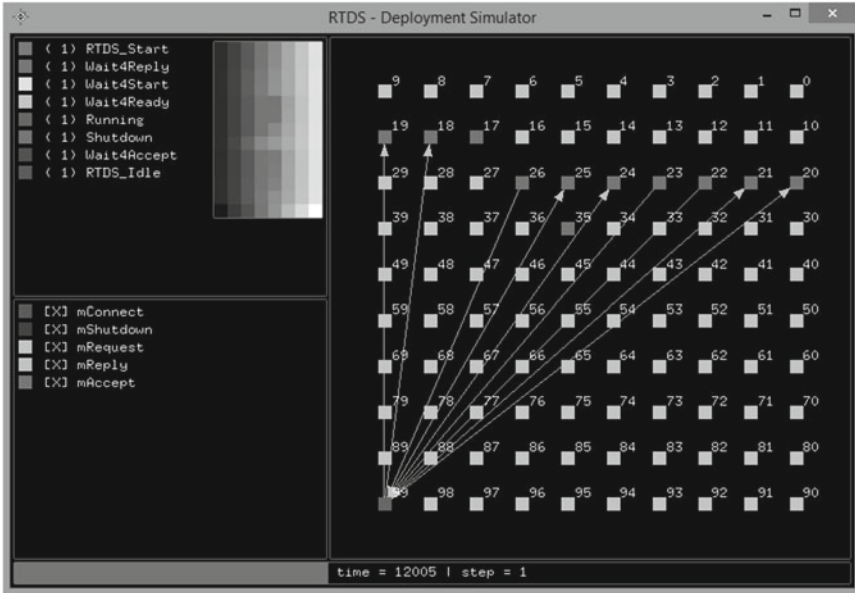 RTDS - Deployment Simulator
( 1) RTDS_Start
( 1) Wait4Reply
( 1) Wait4Start
( 1) Wait4Ready
( 1) Running
( 1) Shutdown
( 1) Wait4Accept
( 1) RTDS_Idle
[X] mConnect
[X] mShutdown
[X] mRequest
[X] mReply
[X] mAccept
9 8 7 6 5 4 3 2 1 0
19 18 17 16 15 14 13 12 11 10
29 28 27 26 25 24 23 22 21 20
39 38 37 36 35 34 33 32 31 30
49 48 47 46 45 44 43 42 41 40
59 58 57 56 55 54 53 52 51 50
69 68 67 66 65 64 63 62 61 60
79 78 77 76 75 74 73 72 71 70
89 88 87 86 85 84 83 82 81 80
99 98 97 96 95 94 93 92 91 90
time = 12005 | step = 1